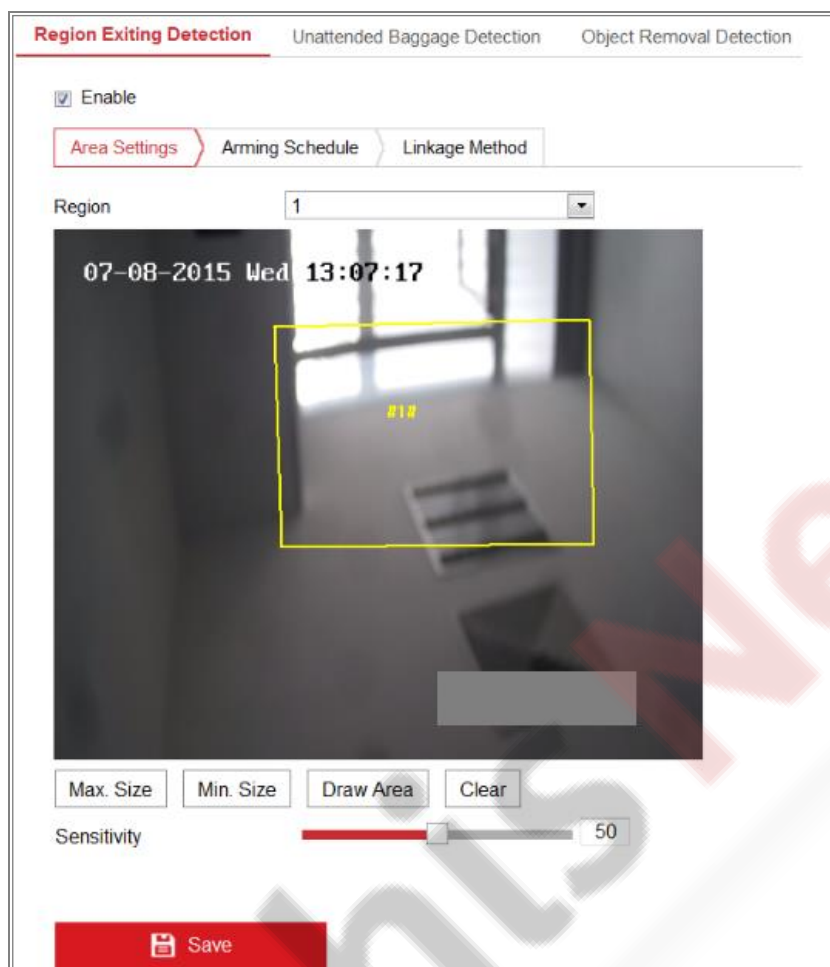 Region Exiting Detection Unattended Baggage Detection Object Removal Detection
Enable
Area Settings Arming Schedule Linkage Method
Region 1
07-08-2015 Wed 13:07:17
#1#
Max. Size Min. Size Draw Area Clear
Sensitivity 50
Save